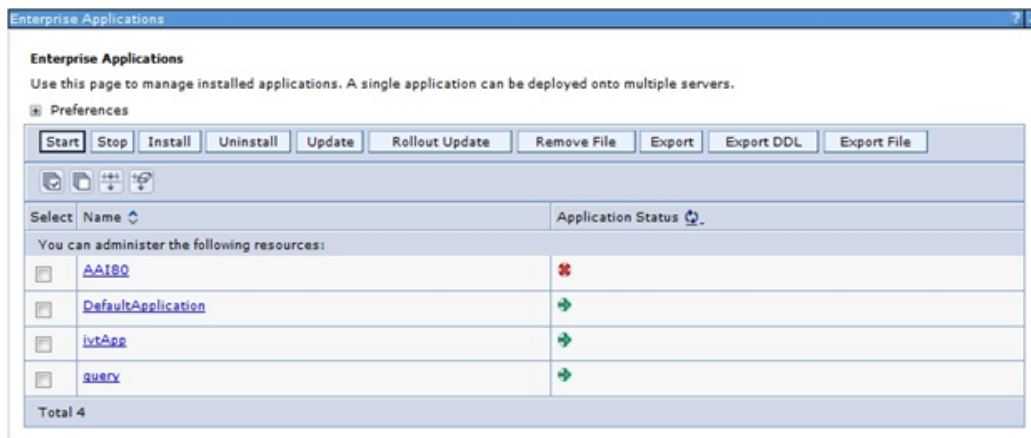 Enterprise Applications ?
Enterprise Applications
Use this page to manage installed applications. A single application can be deployed onto multiple servers.
Preferences
Start Stop Install Uninstall Update Rollout Update Remove File Export Export DDL Export File
Select Name Application Status
You can administer the following resources:
AAI80
DefaultApplication
ivtApp
query
Total 4